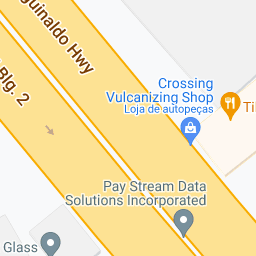 guinaldo Hwy
Blg. 2
Crossing
Vulcanizing Shop
Loja de autopeças
Ti
Pay Stream Data
Solutions Incorporated
Glass